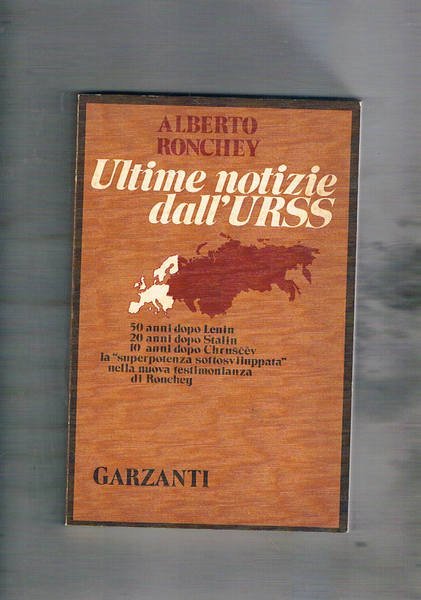 ALBERTO
RONCHEY
Ultime notizie
dall'URSS
50 anni dopo Lenin
20 anni dopo Stalin
10 anni dopo Chruščëv
la "superpotenza sottosviluppata"
nella nuova testimonianza
di Ronchey
GARZANTI